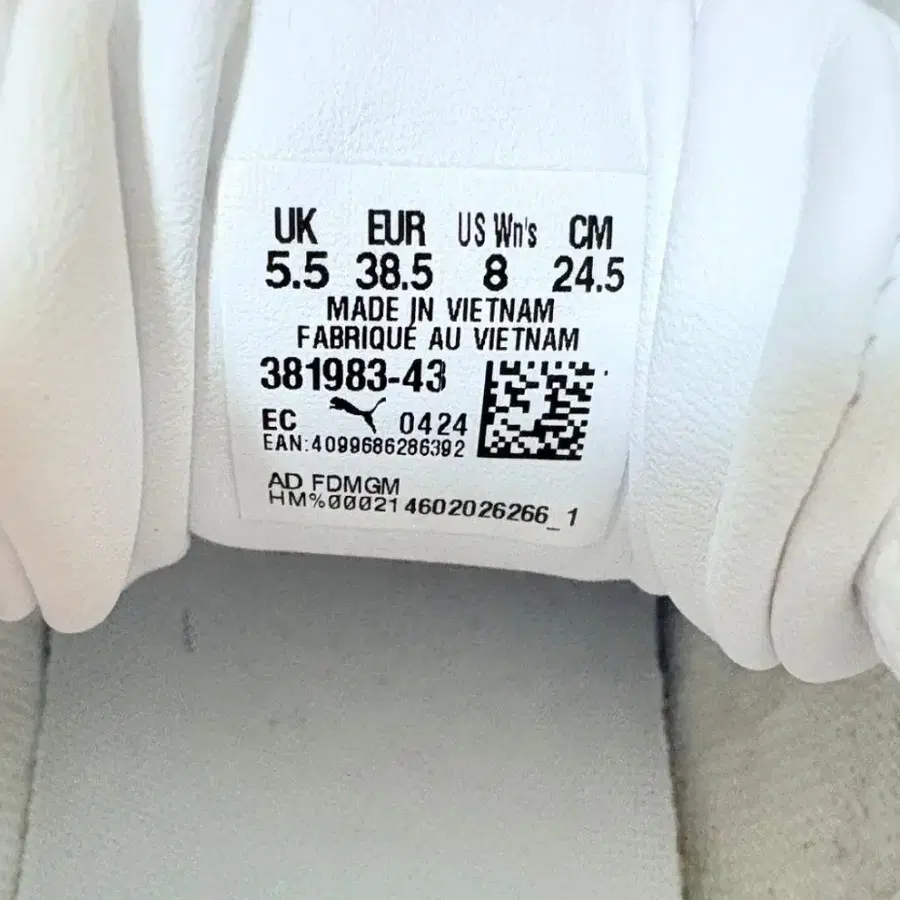 UK EUR US Wn's CM
5.5 38.5 8 24.5
MADE IN VIETNAM
FABRIQUÉ AU VIETNAM
381983-43
EC 0424
EAN:4099686286392
AD FDMGM
HM%000214602026266_1